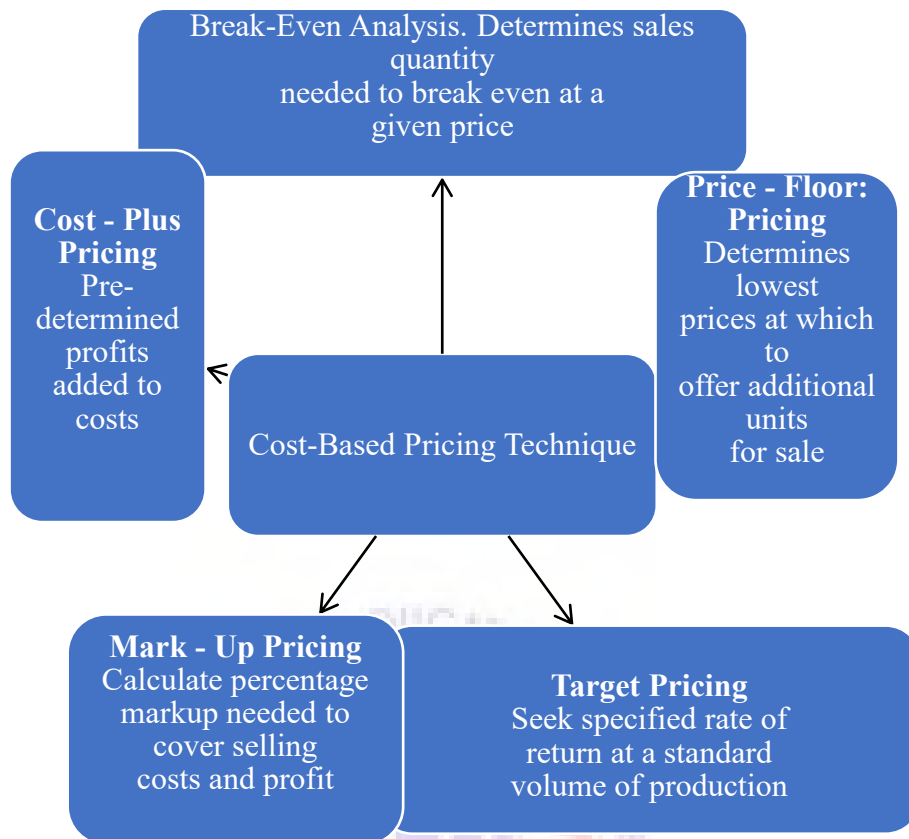 Break-Even Analysis. Determines sales
quantity
needed to break even at a
given price
Cost - Plus
Pricing
Pre-
determined
profits
added to
costs
Price - Floor:
Pricing
Determines
lowest
prices at which
to
offer additional
units
for sale
Cost-Based Pricing Technique
Mark - Up Pricing
Calculate percentage
markup needed to
cover selling
costs and profit
Target Pricing
Seek specified rate of
return at a standard
volume of production